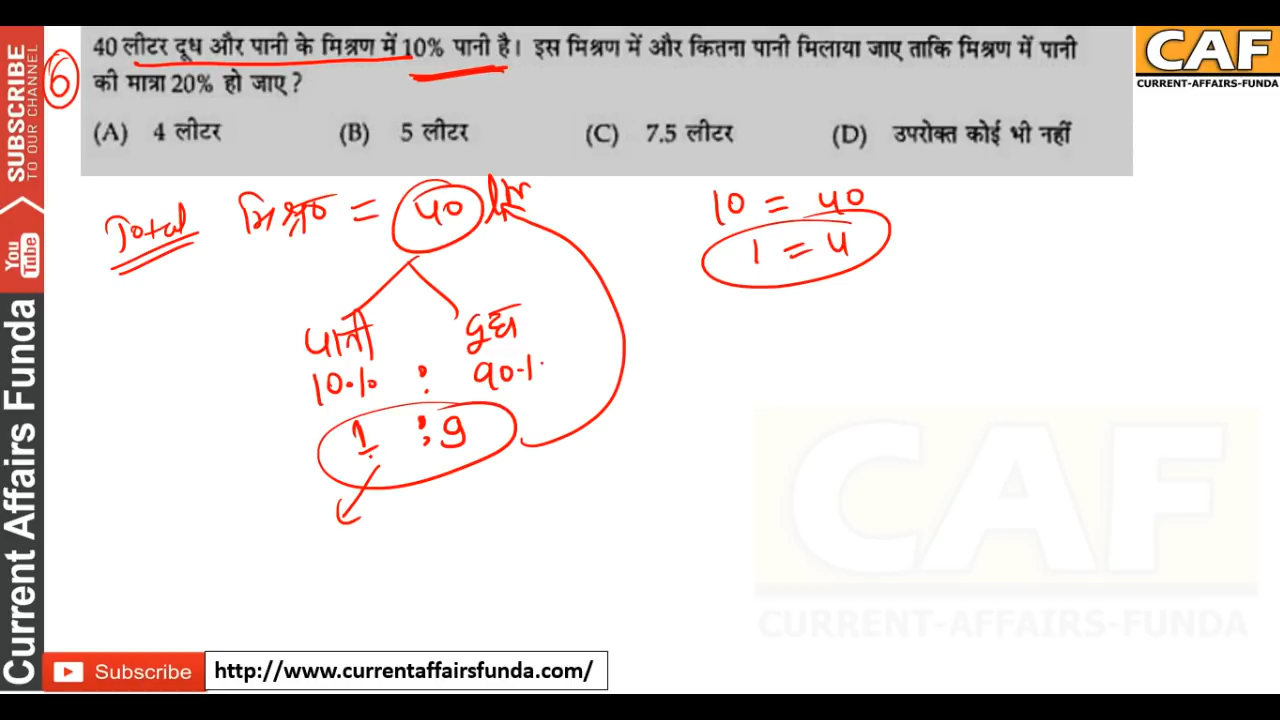 40 लीटर दूध और पानी के मिश्रण में 10% पानी है। इस मिश्रण में और कितना पानी मिलाया जाए ताकि मिश्रण में पानी
की मात्रा 20% हो जाए ?
(A) 4 लीटर (B) 5 लीटर (C) 7.5 लीटर (D) उपरोक्त कोई भी नहीं
6
CAF
CURRENT-AFFAIRS-FUNDA
SUBSCRIBE
TO OUR CHANNEL
You
Tube
Current Affairs Funda
Total मिश्रण = 40 ltr
10 = 40
1 = 4
पानी दुध
10% : 90%
1 : 9
CAF
CURRENT-AFFAIRS-FUNDA
Subscribe http://www.currentaffairsfunda.com/